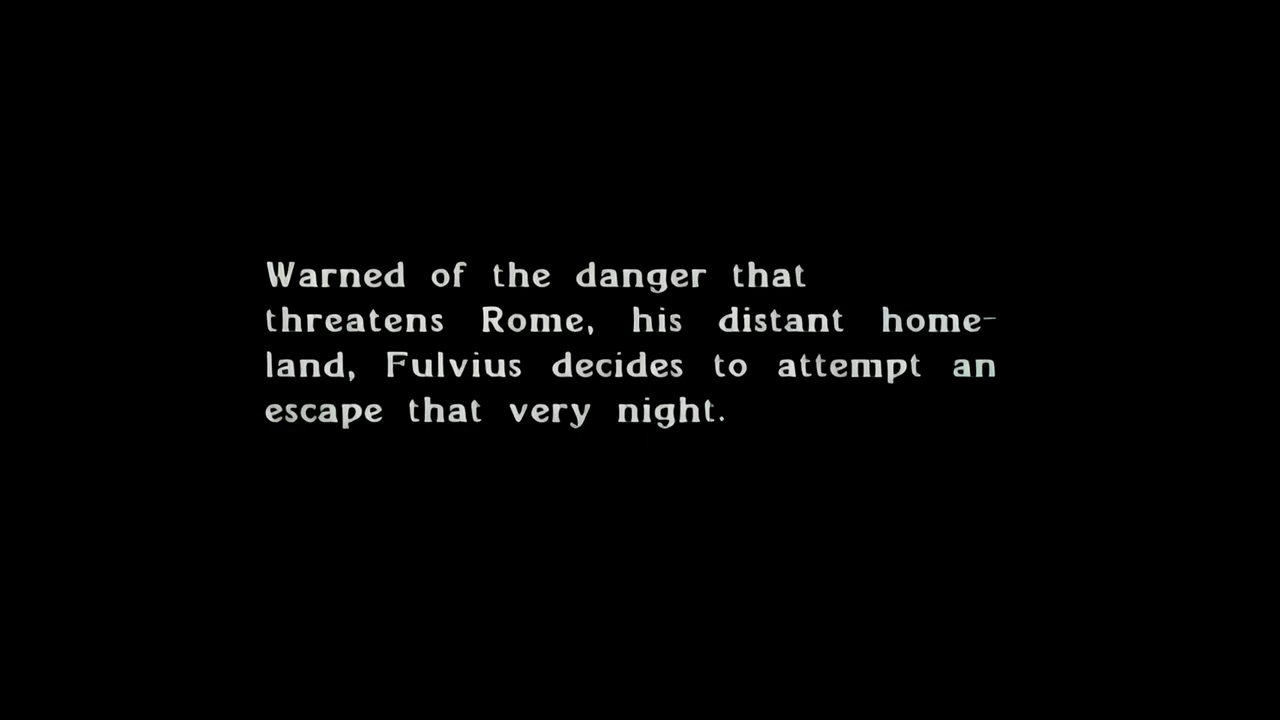 Warned of the danger that
threatens Rome, his distant home-
land, Fulvius decides to attempt an
escape that very night.